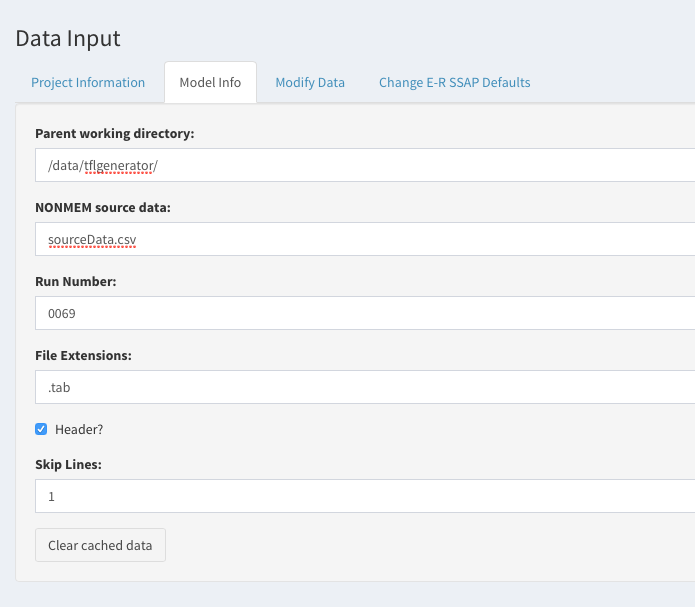 Data Input
Project Information Model Info Modify Data Change E-R SSAP Defaults
Parent working directory:
/data/tflgenerator/
NONMEM source data:
sourceData.csv
Run Number:
0069
File Extensions:
.tab
Header?
Skip Lines:
1
Clear cached data